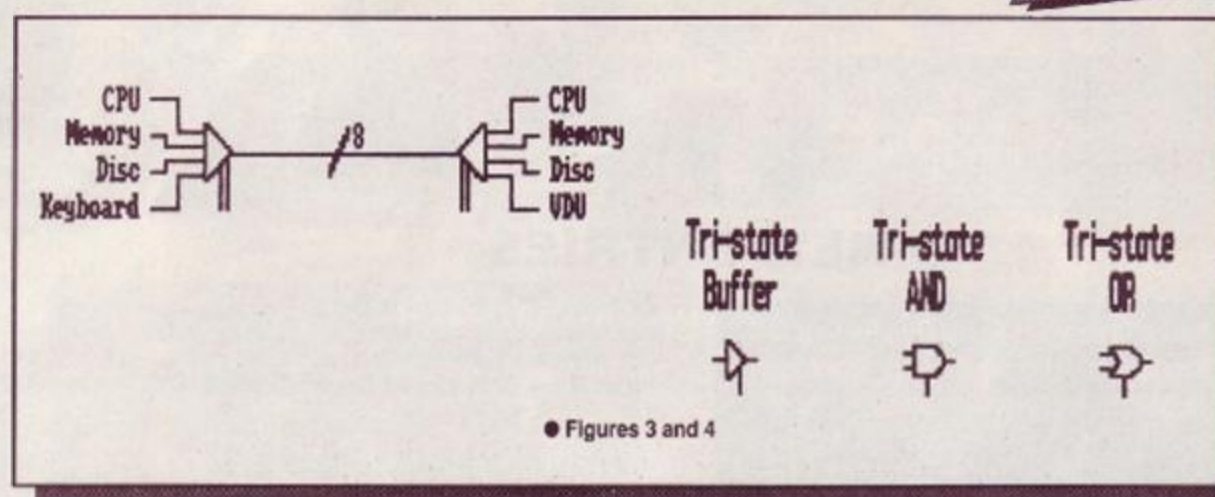 CPU
Memory
Disc
Keyboard
8
CPU
Memory
Disc
VDU
Tri-state
Buffer
Tri-state
AND
Tri-state
OR
● Figures 3 and 4